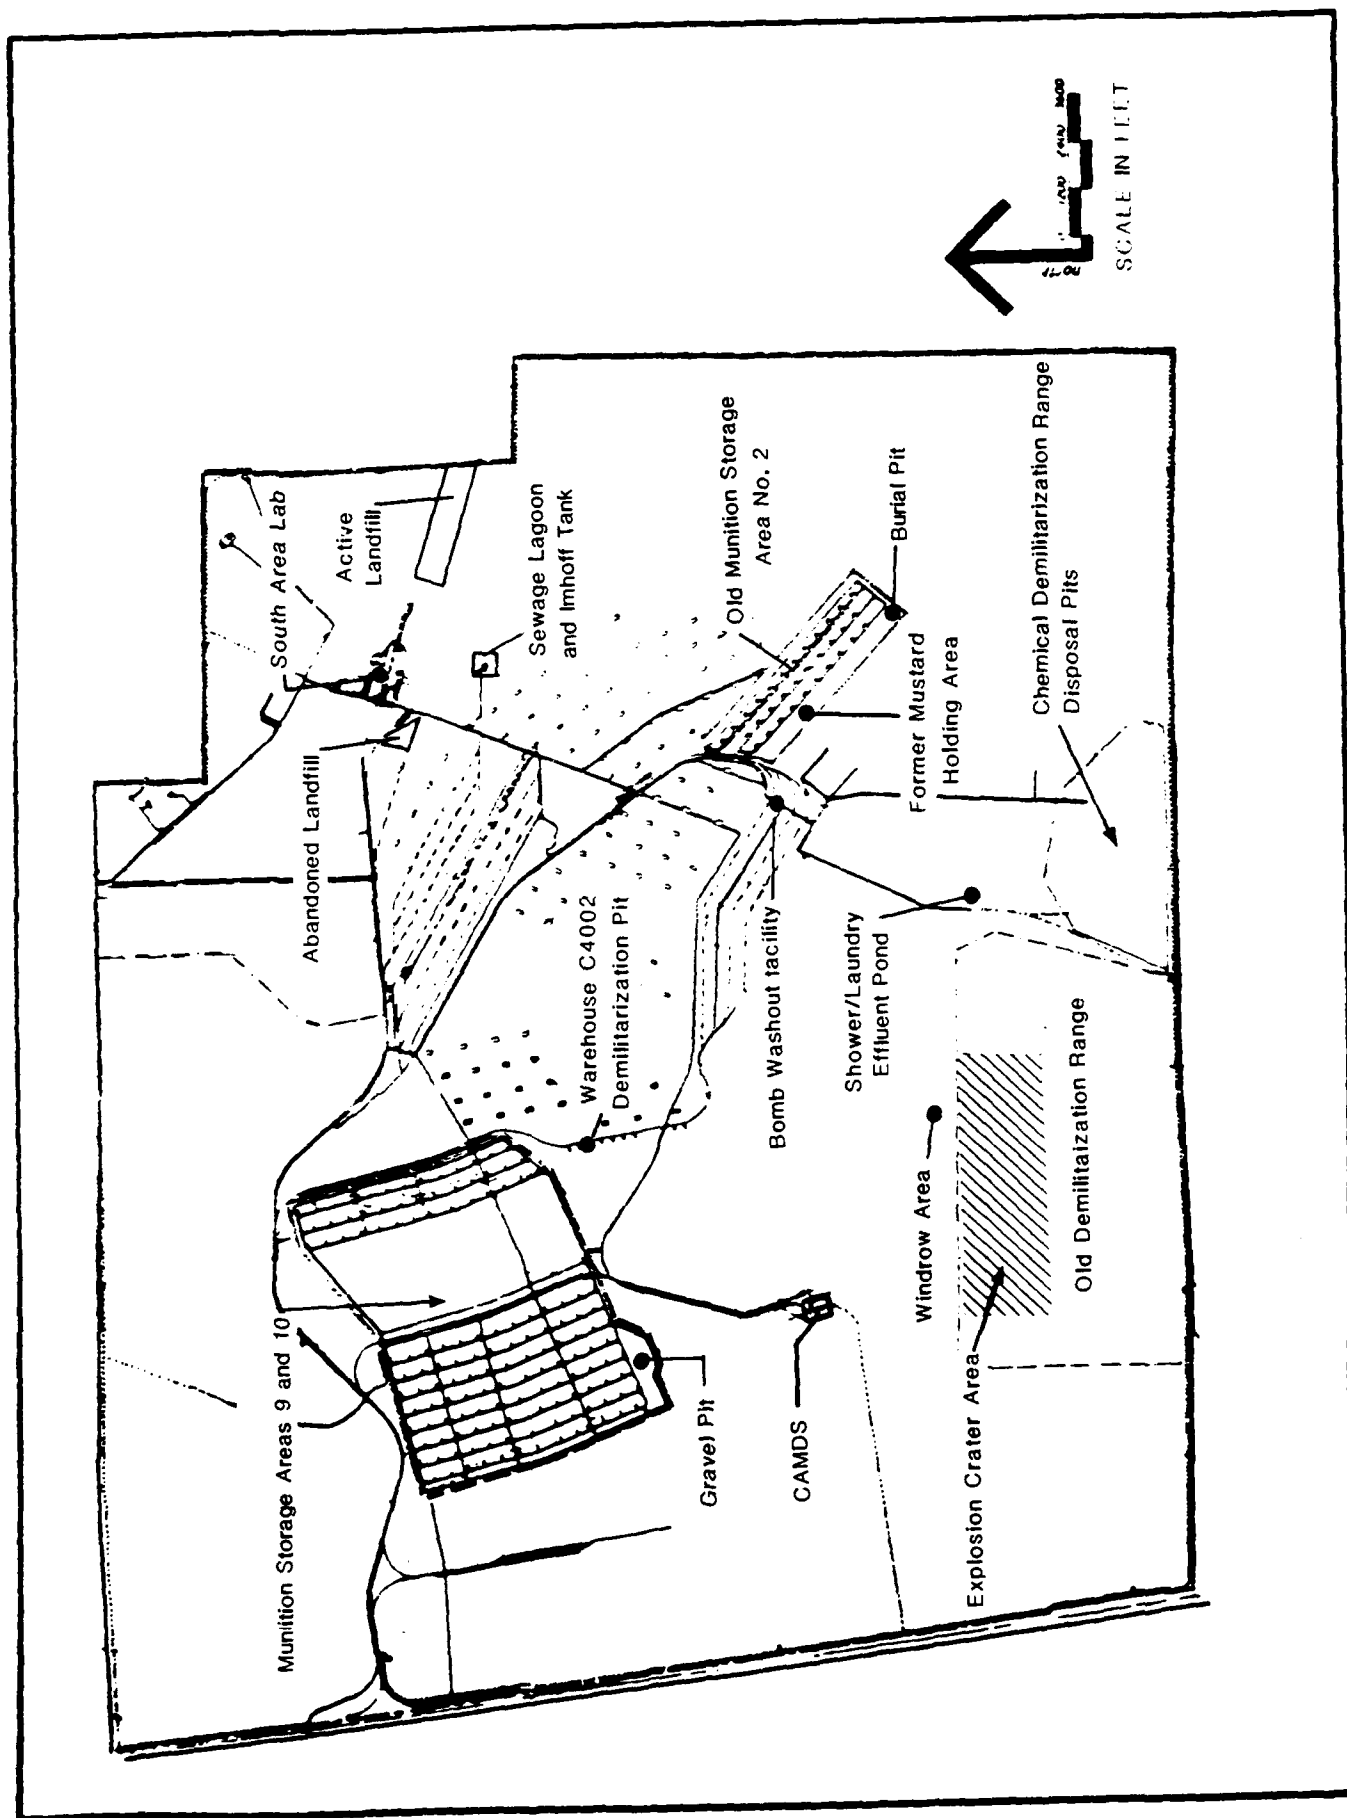 Munition Storage Areas 9 and 10
Abandoned Landfill
South Area Lab
Active
Landfill
Sewage Lagoon
and Imhoff Tank
Warehouse C4002
Demilitarization Pit
Old Munition Storage
Area No. 2
Gravel Pit
Burial Pit
CAMDS
Bomb Washout facility
Former Mustard
Holding Area
Shower/Laundry
Effluent Pond
Windrow Area
Explosion Crater Area
Old Demilitaization Range
Chemical Demilitarization Range
Disposal Pits
SCALE IN FEET